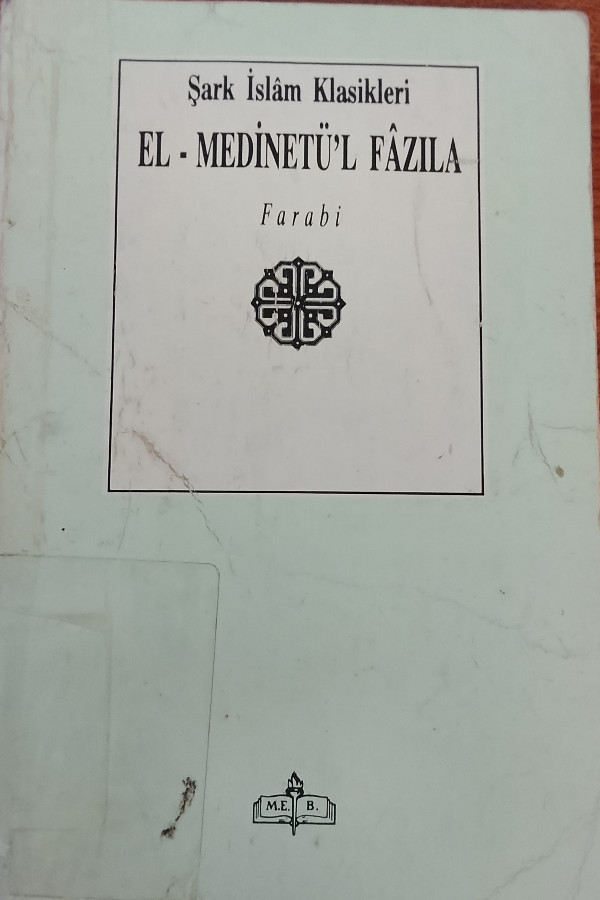 Şark İslâm Klasikleri
EL - MEDİNETÜ'L FÂZILA
Farabi
M.E. B.